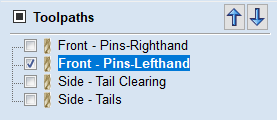 Toolpaths
Front - Pins-Righthand
Front - Pins-Lefthand
Side - Tail Clearing
Side - Tails